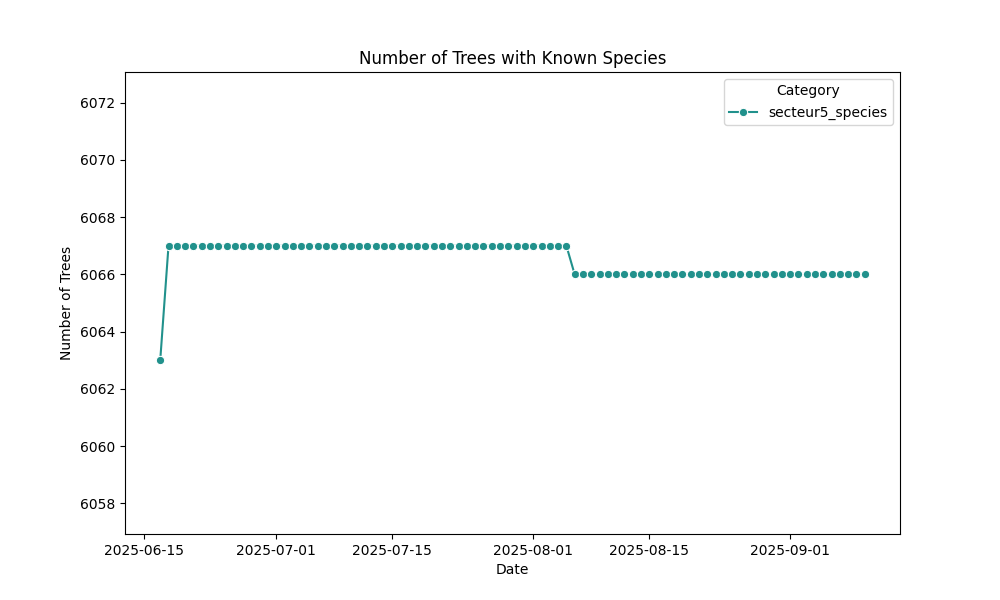 Number of Trees with Known Species
Category
secteur5_species
6072
6070
6068
6066
6064
6062
6060
6058
Number of Trees
2025-06-15 2025-07-01 2025-07-15 2025-08-01 2025-08-15 2025-09-01
Date